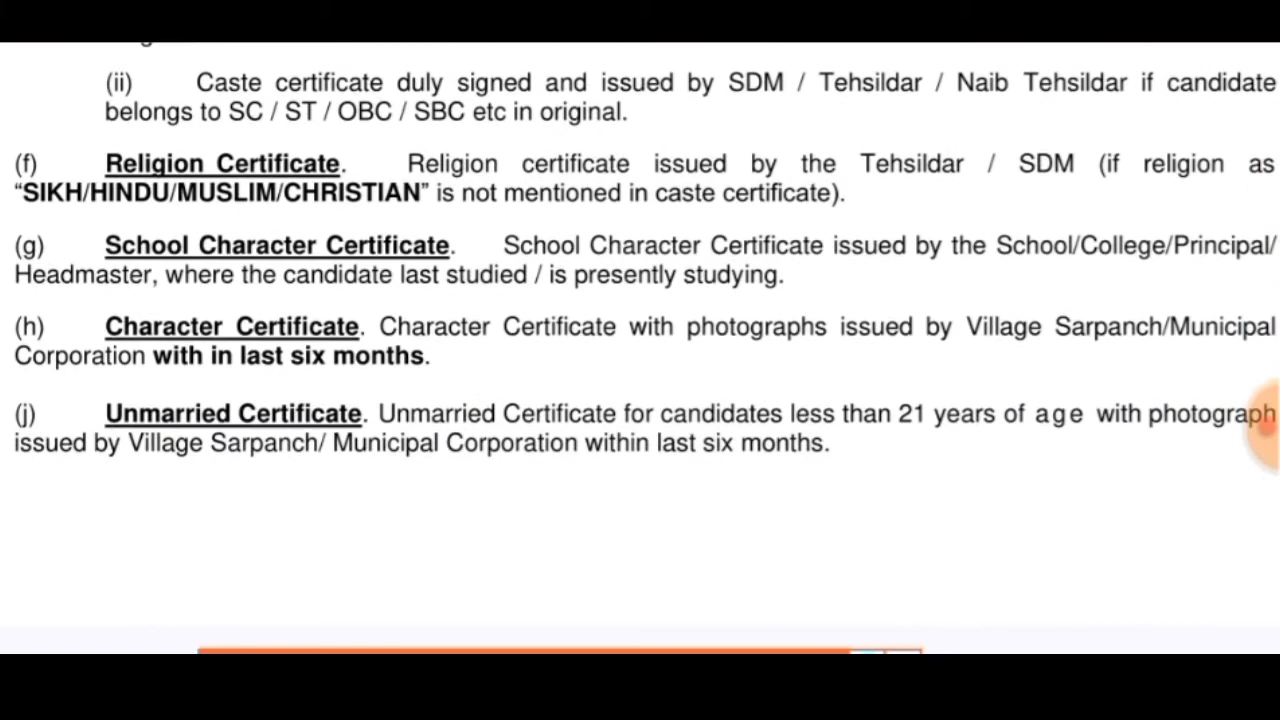 (ii) Caste certificate duly signed and issued by SDM / Tehsildar / Naib Tehsildar if candidate
belongs to SC / ST / OBC / SBC etc in original.
(f) Religion Certificate. Religion certificate issued by the Tehsildar / SDM (if religion as
“SIKH/HINDU/MUSLIM/CHRISTIAN” is not mentioned in caste certificate).
(g) School Character Certificate. School Character Certificate issued by the School/College/Principal/
Headmaster, where the candidate last studied / is presently studying.
(h) Character Certificate. Character Certificate with photographs issued by Village Sarpanch/Municipal
Corporation with in last six months.
(j) Unmarried Certificate. Unmarried Certificate for candidates less than 21 years of age with photograph
issued by Village Sarpanch/ Municipal Corporation within last six months.